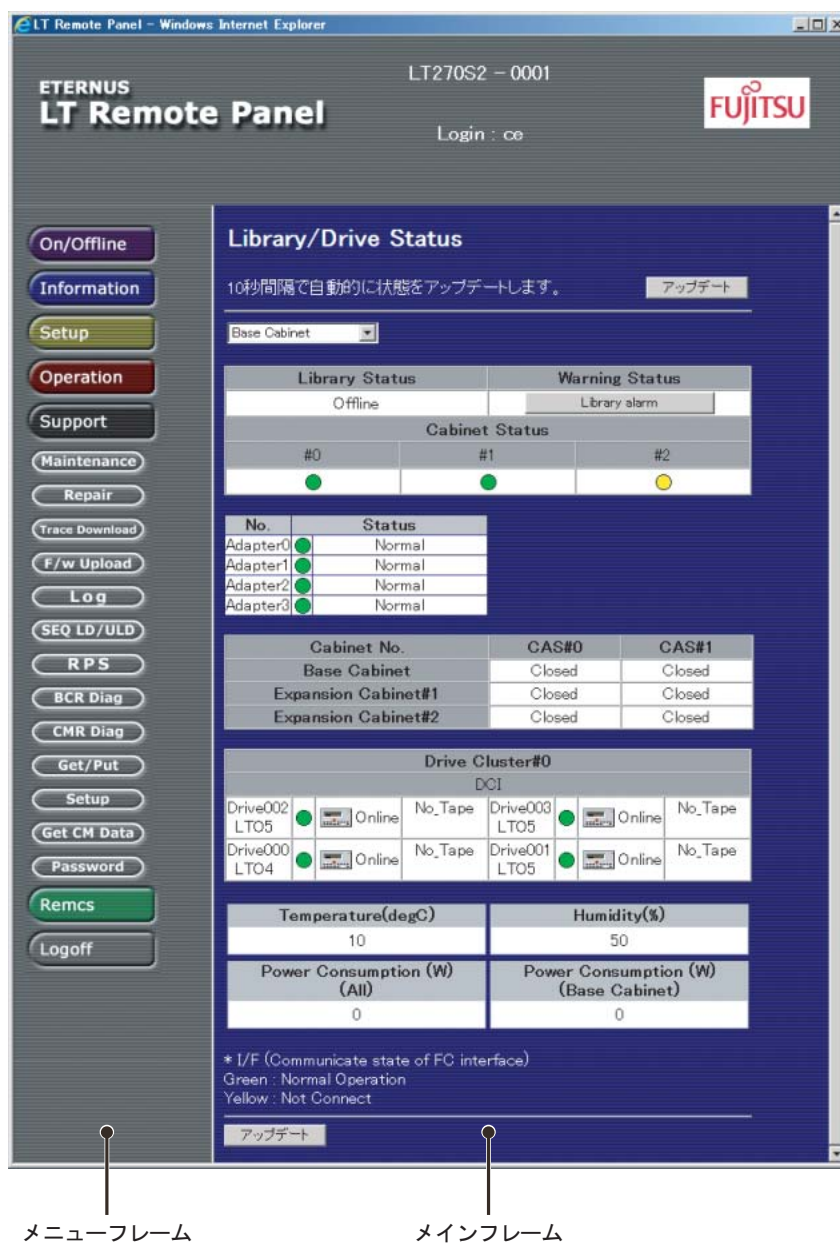 LT Remote Panel - Windows Internet Explorer
ETERNUS
LT Remote Panel
LT270S2 - 0001
Login : ce
FUJITSU
On/Offline
Information
Setup
Operation
Support
Maintenance
Repair
Trace Download
F/w Upload
Log
SEQ LD/ULD
RPS
BCR Diag
CMR Diag
Get/Put
Setup
Get CM Data
Password
Remcs
Logoff
Library/Drive Status
10秒間隔で自動的に状態をアップデートします。 アップデート
Base Cabinet
Library Status Warning Status
Offline Library alarm
Cabinet Status
#0 #1 #2
No. Status
Adapter0 Normal
Adapter1 Normal
Adapter2 Normal
Adapter3 Normal
Cabinet No. CAS#0 CAS#1
Base Cabinet Closed Closed
Expansion Cabinet#1 Closed Closed
Expansion Cabinet#2 Closed Closed
Drive Cluster#0
DCI
Drive002 LTO5 Online No_Tape Drive003 LTO5 Online No_Tape
Drive000 LTO4 Online No_Tape Drive001 LTO5 Online No_Tape
Temperature(degC) Humidity(%)
10 50
Power Consumption (W) (All) Power Consumption (W) (Base Cabinet)
0 0
* I/F (Communicate state of FC interface)
Green : Normal Operation
Yellow : Not Connect
アップデート
メニューフレーム メインフレーム